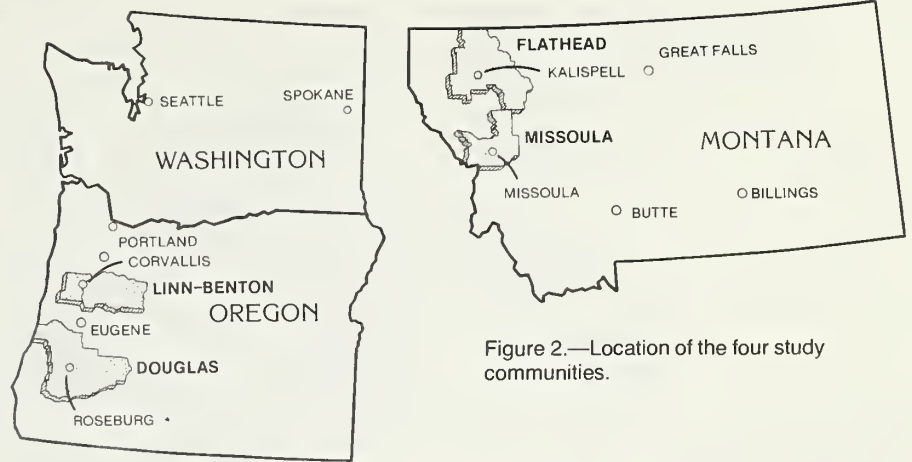 SEATTLE
SPOKANE
WASHINGTON
PORTLAND
CORVALLIS
LINN-BENTON
OREGON
EUGENE
DOUGLAS
ROSEBURG
FLATHEAD
KALISPELL
GREAT FALLS
MISSOULA
MONTANA
MISSOULA
BUTTE
BILLINGS
Figure 2.—Location of the four study
communities.